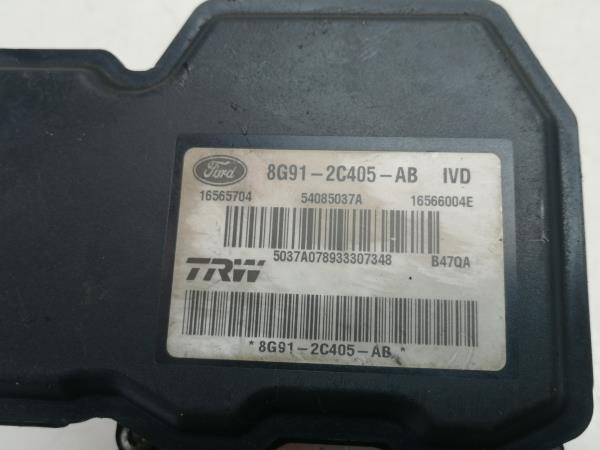 Ford 8G91-2C405-AB IVD
16565704 54085037A 16566004E
5037A078933307348 B47QA
TRW
*8G91-2C405-AB*